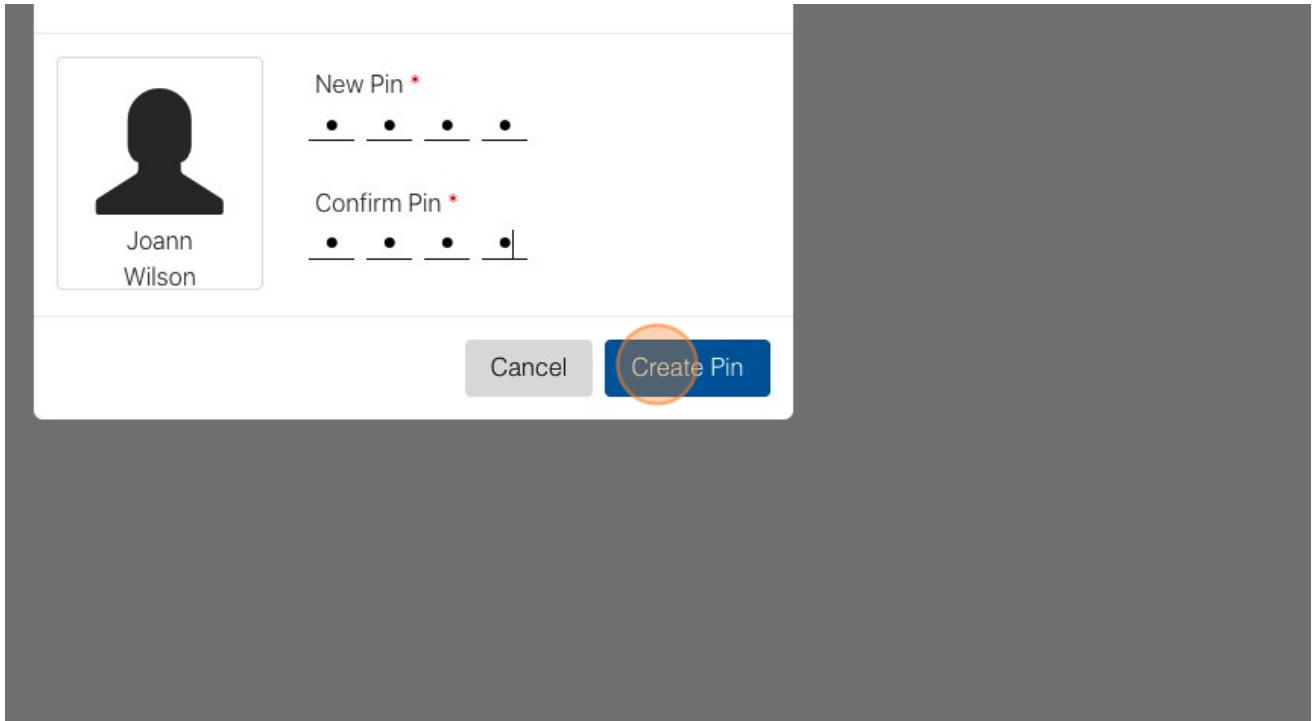 New Pin *
• • • •
Confirm Pin *
• • • •
Joann
Wilson
Cancel
Create Pin